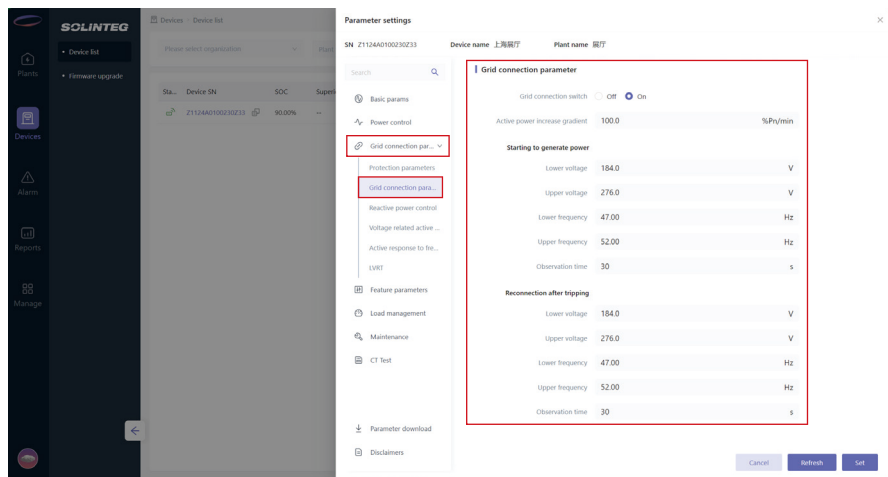 SOLINTEG
Device list
Firmware upgrade
Plants
Devices
Alarm
Reports
Manage
Devices / Device list
Please select organization
Plant
Sta... Device SN SOC Superi
Z1124A0100230Z33 90.00% --
Parameter settings
SN Z1124A0100230Z33 Device name 上海展厅 Plant name 展厅
Search
Basic params
Power control
Grid connection par...
Protection parameters
Grid connection para...
Reactive power control
Voltage related active ...
Active response to fre...
LVRT
Feature parameters
Load management
Maintenance
CT Test
Parameter download
Disclaimers
Grid connection parameter
Grid connection switch Off On
Active power increase gradient 100.0 %Pn/min
Starting to generate power
Lower voltage 184.0 V
Upper voltage 276.0 V
Lower frequency 47.00 Hz
Upper frequency 52.00 Hz
Observation time 30 s
Reconnection after tripping
Lower voltage 184.0 V
Upper voltage 276.0 V
Lower frequency 47.00 Hz
Upper frequency 52.00 Hz
Observation time 30 s
Cancel Refresh Set